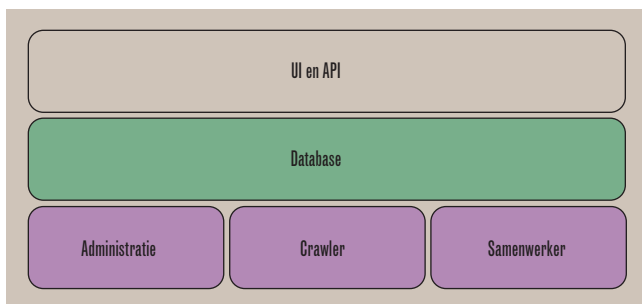 UI en API
Database
Administratie
Crawler
Samenwerker